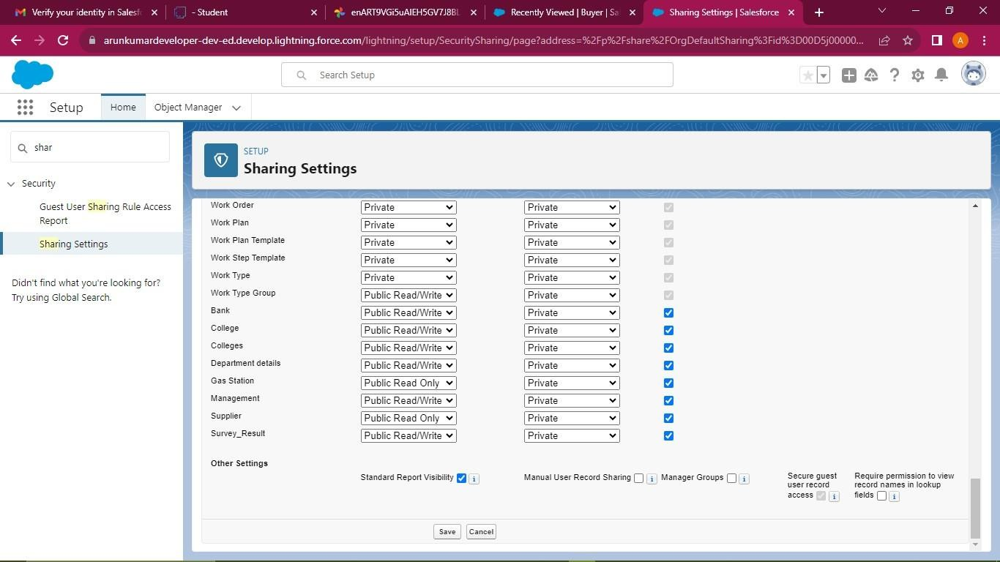 Verify your identity in Salesf
- Student
enART9VGi5uAIEH5GV7J8BL
Recently Viewed | Buyer | Sa
Sharing Settings | Salesforce
arunkumardeveloper-dev-ed.develop.lightning.force.com/lightning/setup/SecuritySharing/page?address=%2Fp%2Fshare%2FOrgDefaultSharing%3Fid%3D00D5j00000...
A
Search Setup
Setup
Home
Object Manager
shar
Security
Guest User Sharing Rule Access
Report
Sharing Settings
Didn't find what you're looking for?
Try using Global Search.
SETUP
Sharing Settings
Work Order Private Private
Work Plan Private Private
Work Plan Template Private Private
Work Step Template Private Private
Work Type Private Private
Work Type Group Public Read/Write Private
Bank Public Read/Write Private
College Public Read/Write Private
Colleges Public Read/Write Private
Department details Public Read/Write Private
Gas Station Public Read Only Private
Management Public Read/Write Private
Supplier Public Read Only Private
Survey_Result Public Read/Write Private
Other Settings
Standard Report Visibility i
Manual User Record Sharing i
Manager Groups i
Secure guest
user record
access i
Require permission to view
record names in lookup
fields i
Save Cancel